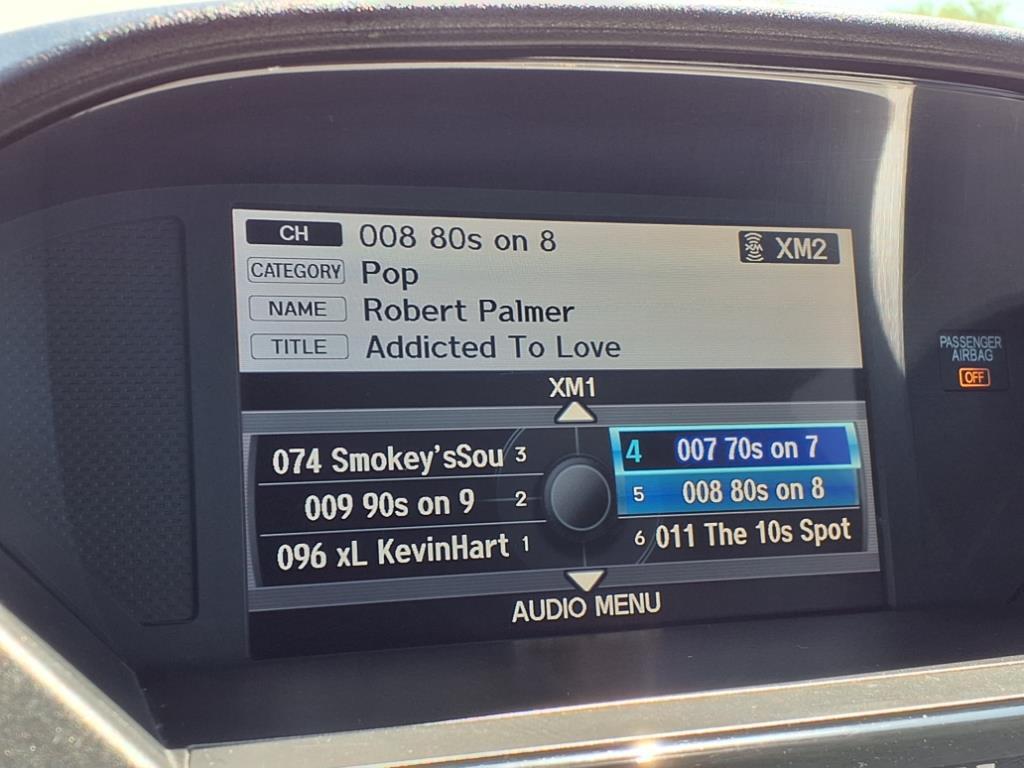 CH 008 80s on 8
XM2
CATEGORY Pop
NAME Robert Palmer
TITLE Addicted To Love
PASSENGER
AIRBAG
OFF
XM1
074 Smokey'sSou 3
4 007 70s on 7
009 90s on 9 2
5 008 80s on 8
096 xL KevinHart 1
6 011 The 10s Spot
AUDIO MENU